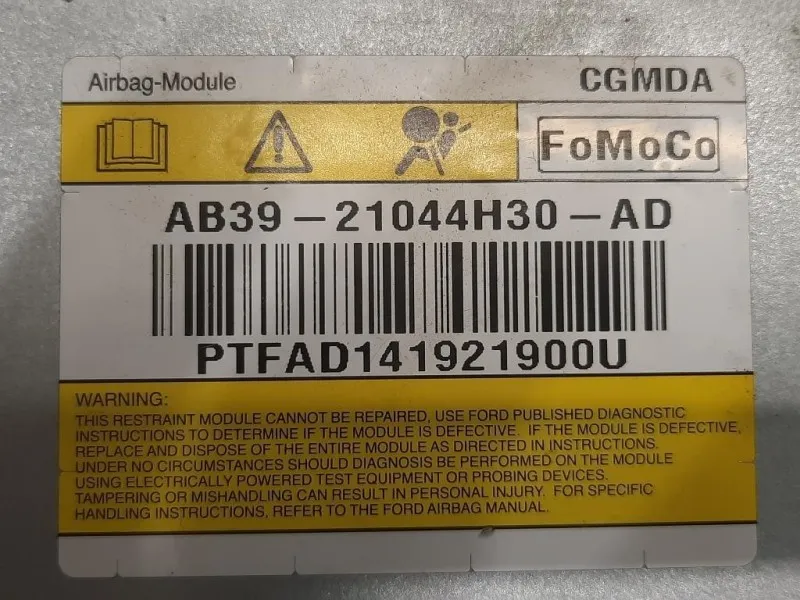 Airbag-Module CGMDA
FoMoCo
AB39-21044H30-AD
PTFAD141921900U
WARNING:
THIS RESTRAINT MODULE CANNOT BE REPAIRED, USE FORD PUBLISHED DIAGNOSTIC
INSTRUCTIONS TO DETERMINE IF THE MODULE IS DEFECTIVE. IF THE MODULE IS DEFECTIVE,
REPLACE AND DISPOSE OF THE ENTIRE MODULE AS DIRECTED IN INSTRUCTIONS.
UNDER NO CIRCUMSTANCES SHOULD DIAGNOSIS BE PERFORMED ON THE MODULE
USING ELECTRICALLY POWERED TEST EQUIPMENT OR PROBING DEVICES.
TAMPERING OR MISHANDLING CAN RESULT IN PERSONAL INJURY. FOR SPECIFIC
HANDLING INSTRUCTIONS, REFER TO THE FORD AIRBAG MANUAL.